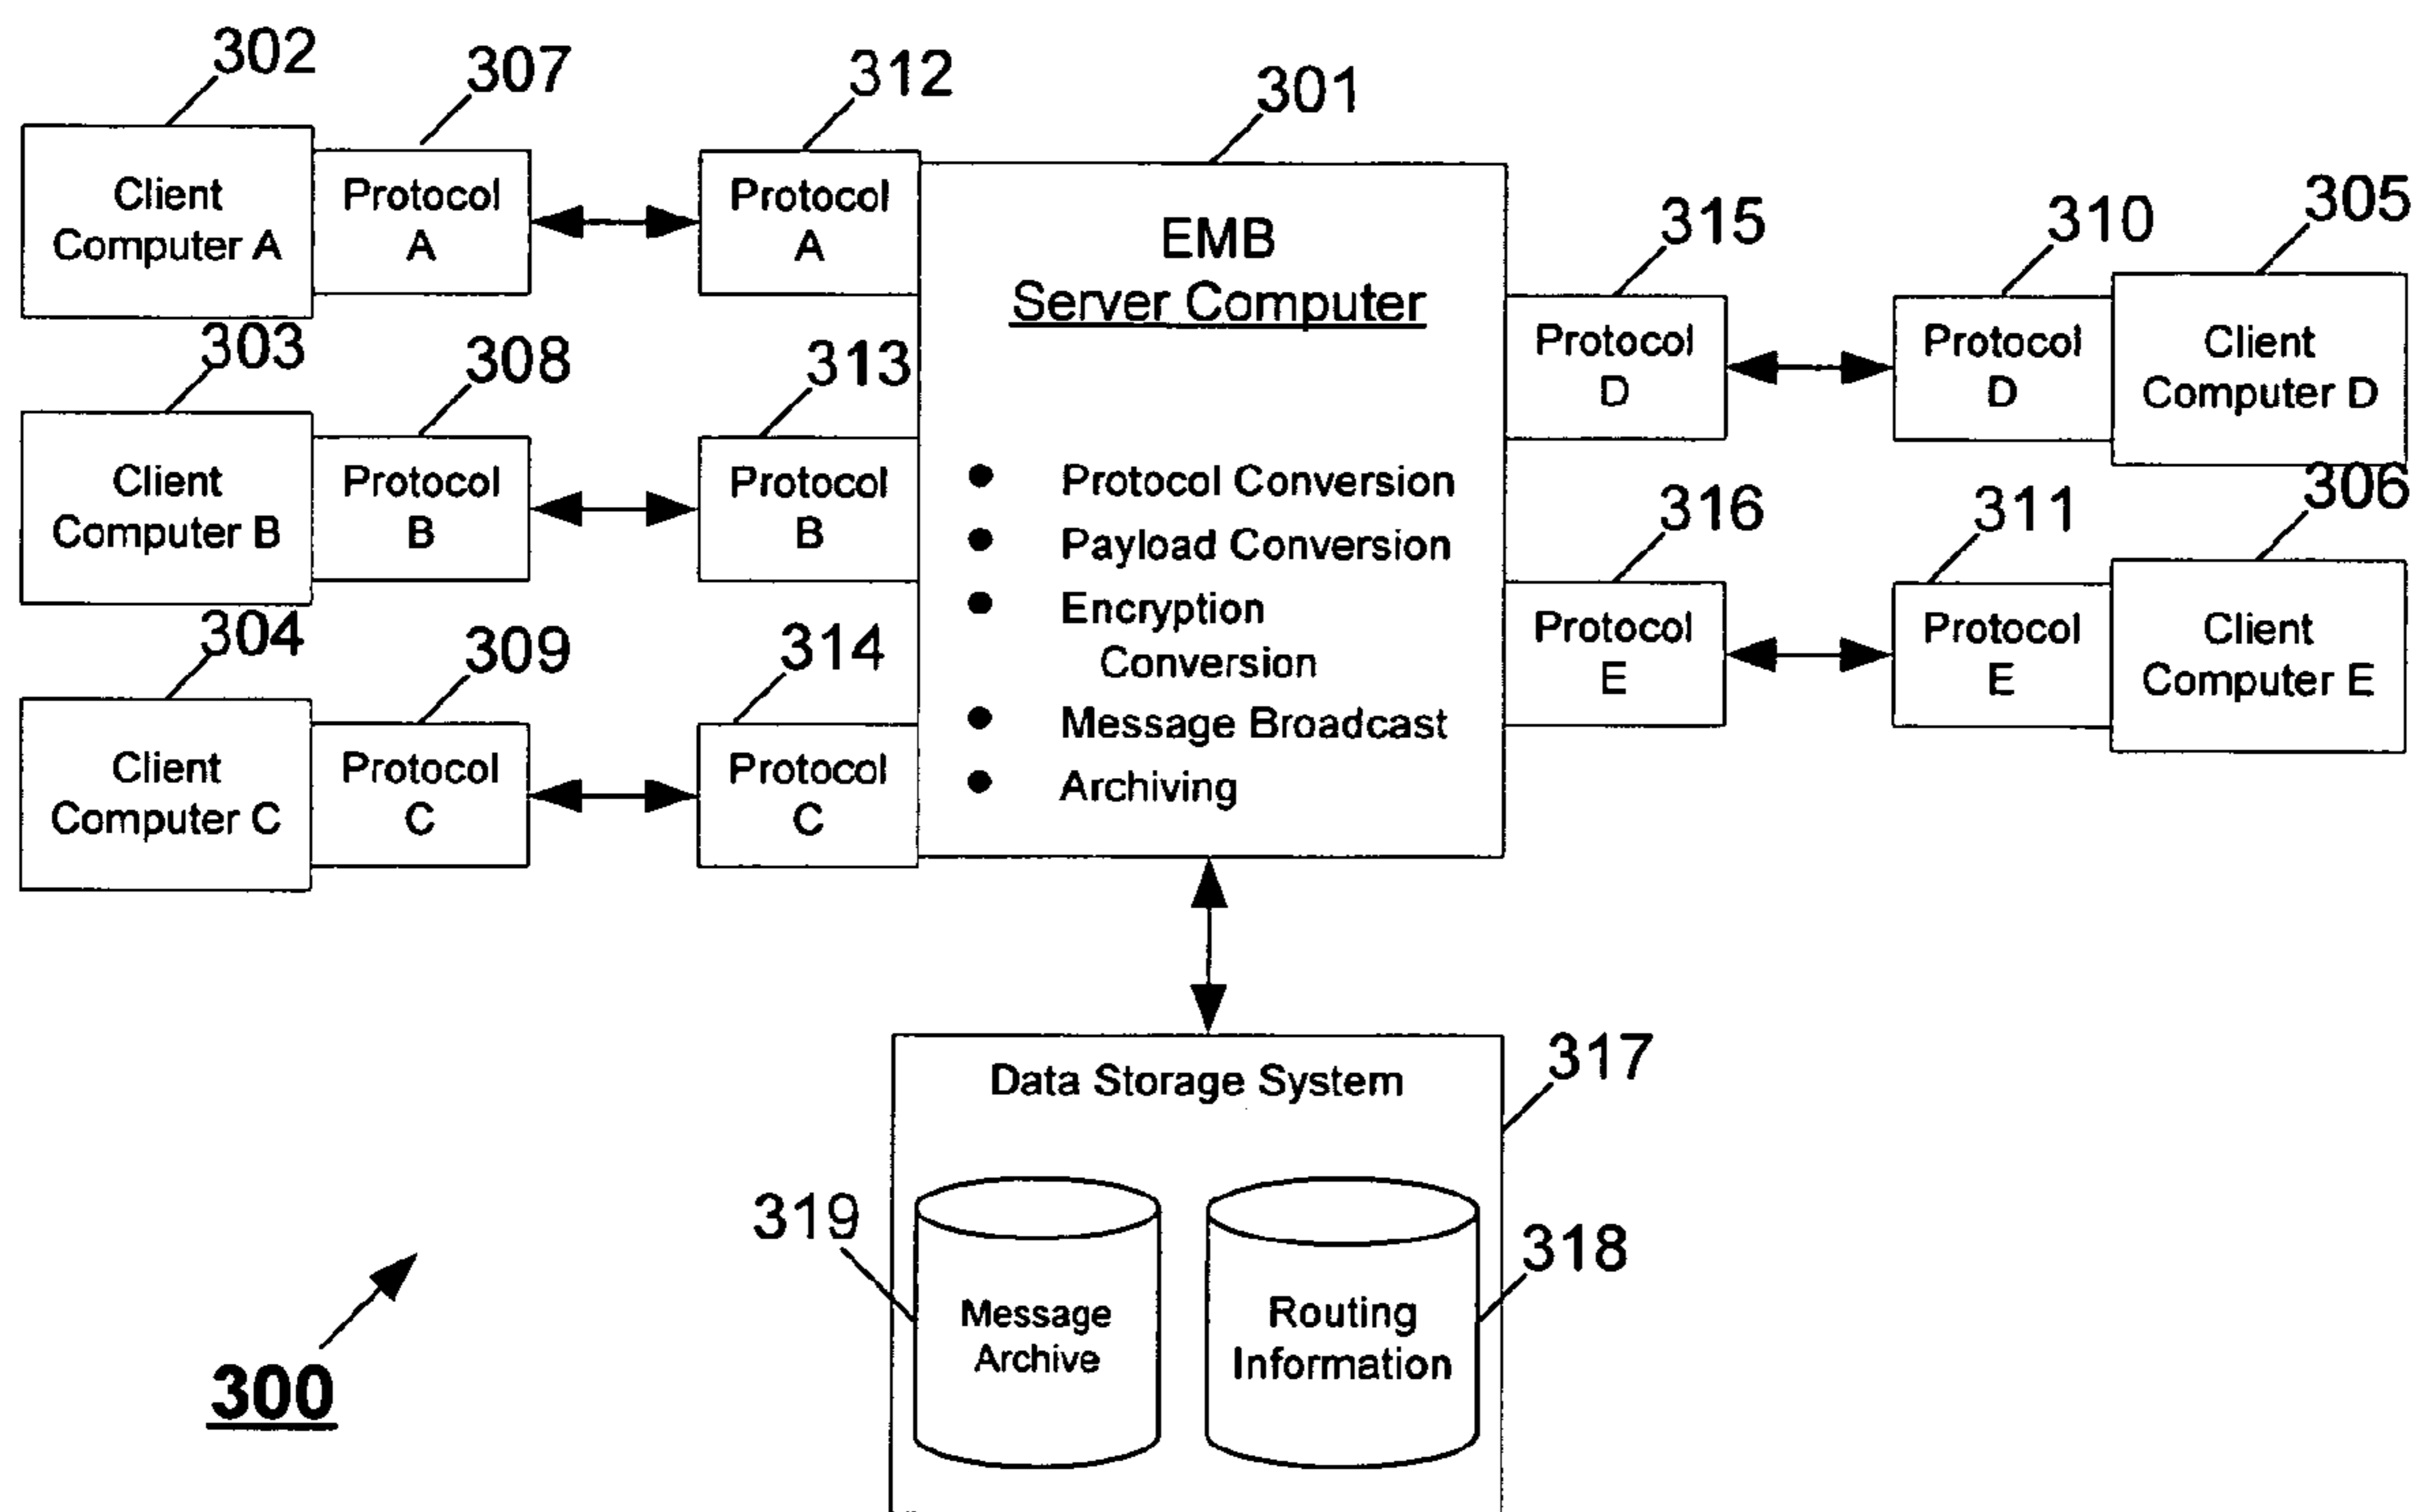 302
307
312
301
Client
Computer A
Protocol
A
Protocol
A
EMB
Server Computer
315
310
305
Protocol
D
Protocol
D
Client
Computer D
303
308
313
Client
Computer B
Protocol
B
Protocol
B
● Protocol Conversion
● Payload Conversion
● Encryption
Conversion
● Message Broadcast
● Archiving
316
311
306
Protocol
E
Protocol
E
Client
Computer E
304
309
314
Client
Computer C
Protocol
C
Protocol
C
Data Storage System
317
319
Message
Archive
Routing
Information
318
300